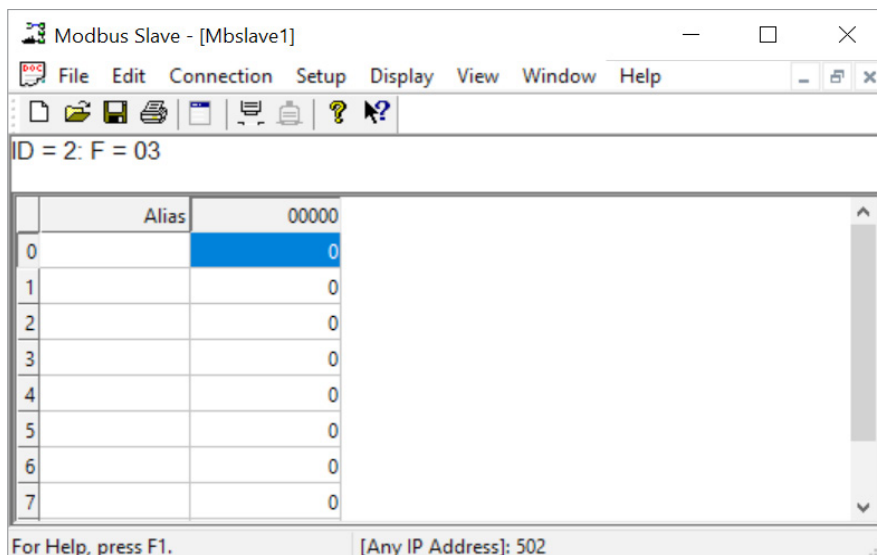 Modbus Slave - [Mbslave1]
File Edit Connection Setup Display View Window Help
ID = 2: F = 03
Alias 00000
0 0
1 0
2 0
3 0
4 0
5 0
6 0
7 0
For Help, press F1. [Any IP Address]: 502